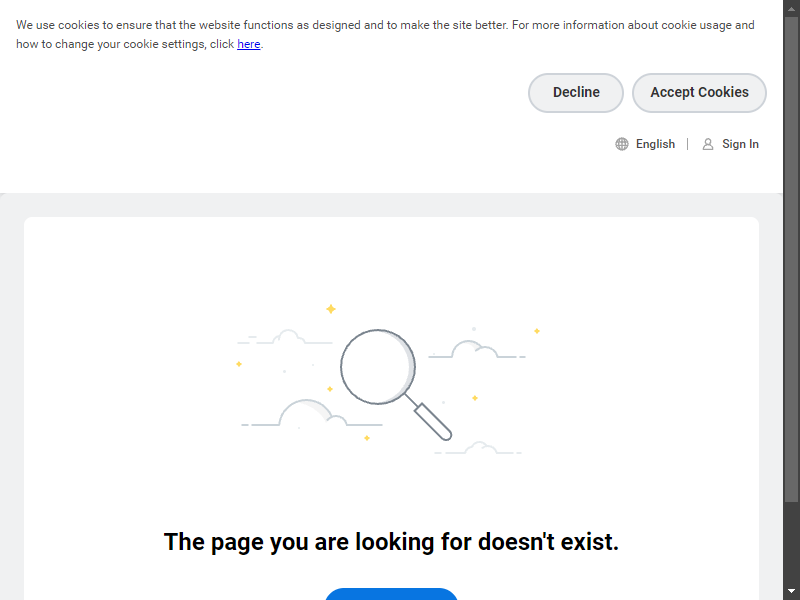 We use cookies to ensure that the website functions as designed and to make the site better. For more information about cookie usage and
how to change your cookie settings, click here.
Decline
Accept Cookies
English
Sign In
The page you are looking for doesn't exist.